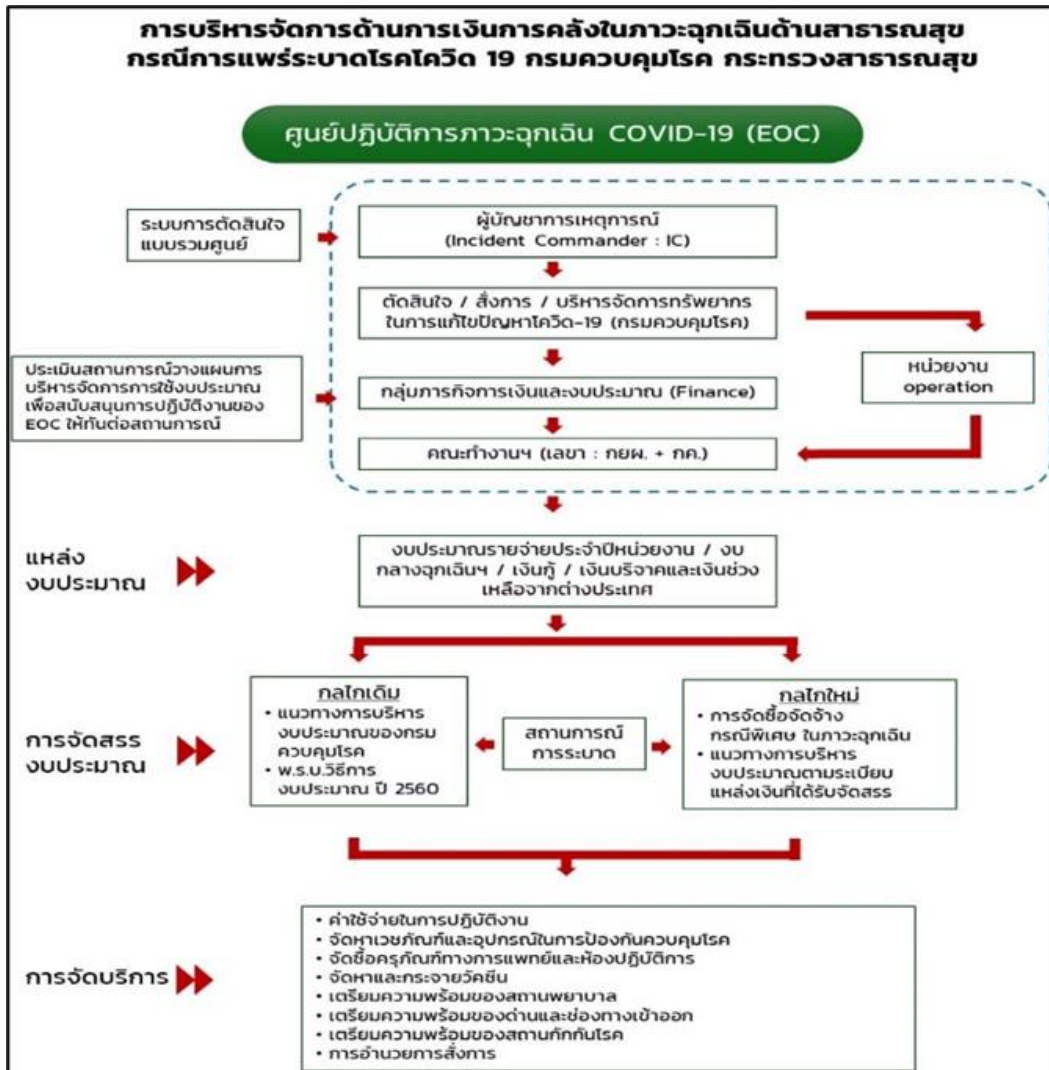 การบริหารจัดการด้านการเงินการคลังในภาวะฉุกเฉินด้านสาธารณสุข
กรณีการแพร่ระบาดโรคโควิด 19 กรมควบคุมโรค กระทรวงสาธารณสุข
ศูนย์ปฏิบัติการภาวะฉุกเฉิน COVID-19 (EOC)
ระบบการตัดสินใจ
แบบรวมศูนย์
ผู้บัญชาการเหตุการณ์
(Incident Commander : IC)
ตัดสินใจ / สั่งการ / บริหารจัดการทรัพยากร
ในการแก้ไขปัญหาโควิด-19 (กรมควบคุมโรค)
หน่วยงาน
operation
ประเมินสถานการณ์วางแผนการ
บริหารจัดการการใช้งบประมาณ
เพื่อสนับสนุนการปฏิบัติงานของ
EOC ให้ทันต่อสถานการณ์
กลุ่มภารกิจการเงินและงบประมาณ (Finance)
คณะทำงานฯ (เลขา : กยผ. + กค.)
แหล่ง
งบประมาณ
งบประมาณรายจ่ายประจำปีหน่วยงาน / งบ
กลางฉุกเฉินฯ / เงินกู้ / เงินบริจาคและเงินช่วย
เหลือจากต่างประเทศ
การจัดสรร
งบประมาณ
กลไกเดิม
• แนวทางการบริหาร
งบประมาณของกรม
ควบคุมโรค
• พ.ร.บ.วิธีการ
งบประมาณ ปี 2560
สถานการณ์
การระบาด
กลไกใหม่
• การจัดซื้อจัดจ้าง
กรณีพิเศษ ในภาวะฉุกเฉิน
• แนวทางการบริหาร
งบประมาณตามระเบียบ
แหล่งเงินที่ได้รับจัดสรร
การจัดบริการ
• ค่าใช้จ่ายในการปฏิบัติงาน
• จัดหาเวชภัณฑ์และอุปกรณ์ในการป้องกันควบคุมโรค
• จัดซื้อครุภัณฑ์ทางการแพทย์และห้องปฏิบัติการ
• จัดหาและกระจายวัคซีน
• เตรียมความพร้อมของสถานพยาบาล
• เตรียมความพร้อมของด่านและช่องทางเข้าออก
• เตรียมความพร้อมของสถานกักกันโรค
• การอำนวยการสั่งการ